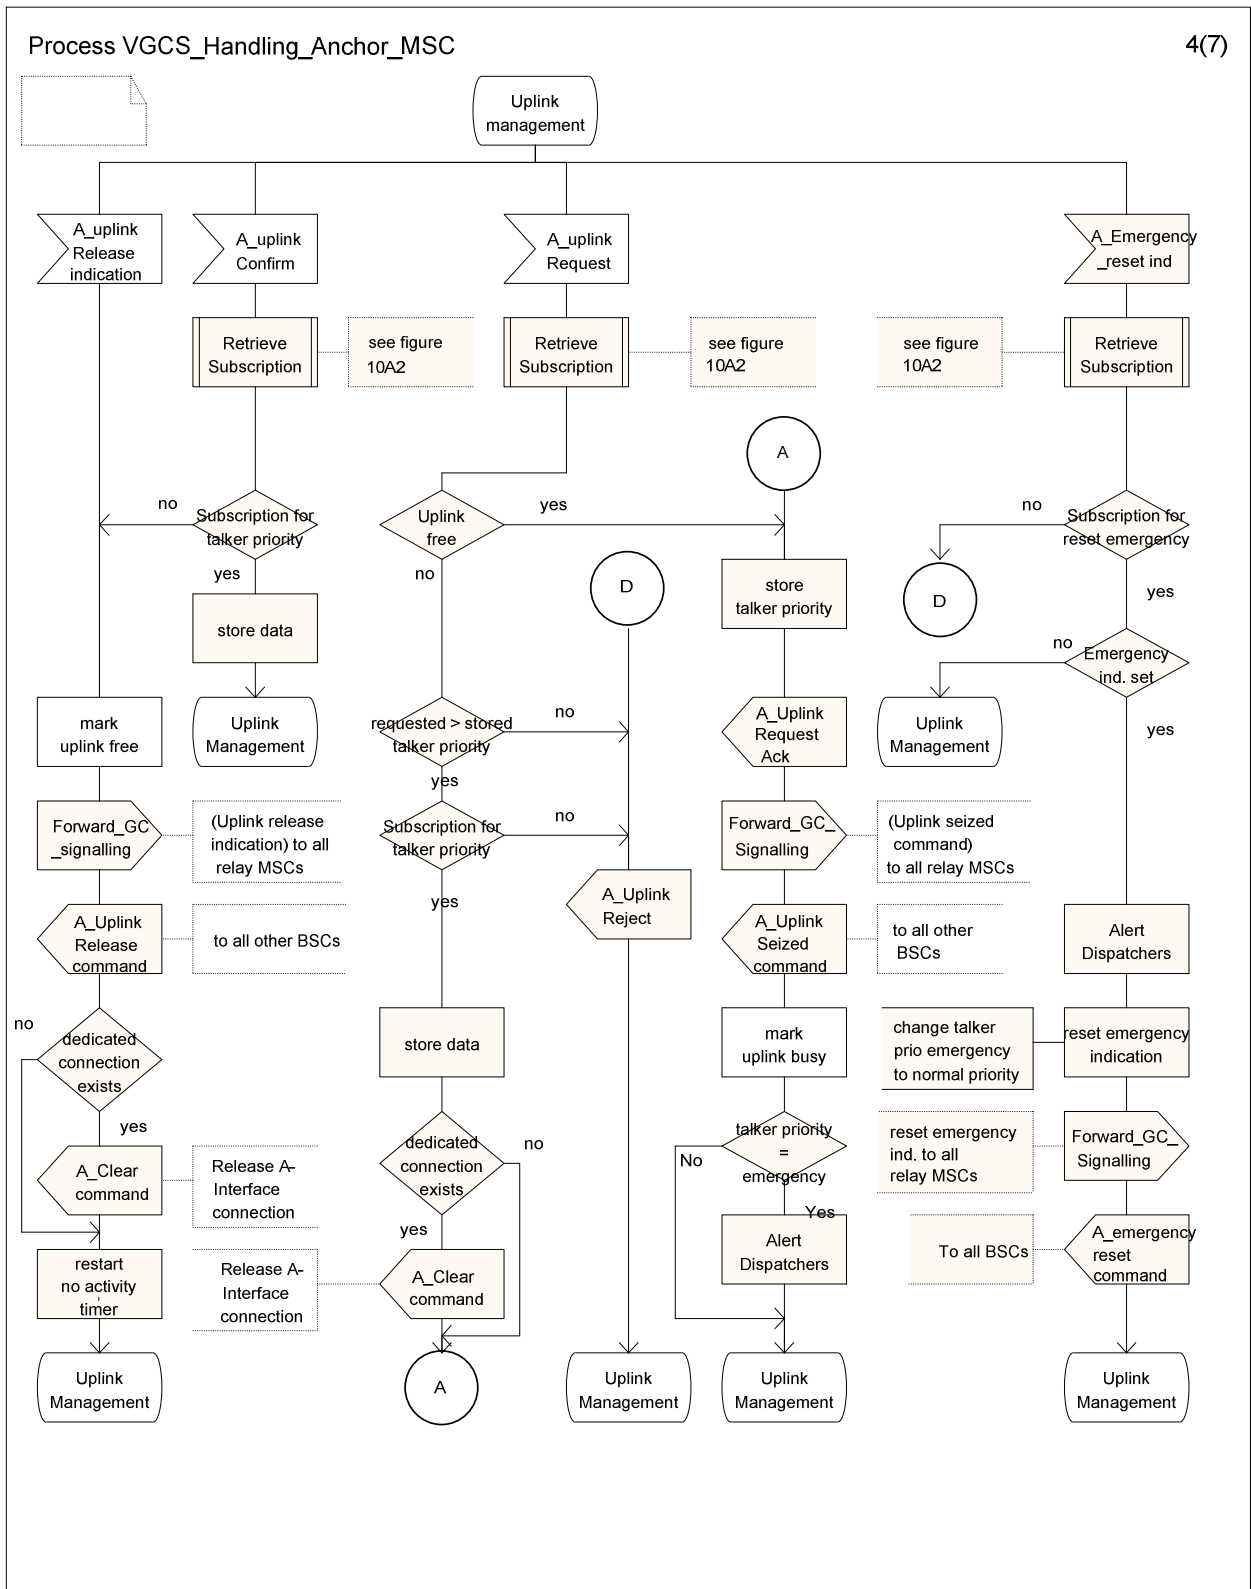 Process VGCS_Handling_Anchor_MSC
4(7)
Uplink
management
A_uplink
Release
indication
A_uplink
Confirm
A_uplink
Request
A_Emergency
_reset ind
Retrieve
Subscription
see figure
10A2
Retrieve
Subscription
see figure
10A2
see figure
10A2
Retrieve
Subscription
A
no
Subscription for
talker priority
yes
Uplink
free
yes
no
D
store
talker priority
no
Subscription for
reset emergency
yes
D
store data
no
Emergency
ind. set
yes
mark
uplink free
Uplink
Management
requested > stored
talker priority
no
yes
A_Uplink
Request
Ack
Uplink
Management
Forward_GC
_signalling
(Uplink release
indication) to all
relay MSCs
Subscription for
talker priority
no
yes
Forward_GC_
Signalling
(Uplink seized
command)
to all relay MSCs
A_Uplink
Reject
A_Uplink
Release
command
to all other BSCs
A_Uplink
Seized
command
to all other
BSCs
Alert
Dispatchers
no
dedicated
connection
exists
yes
store data
mark
uplink busy
change talker
prio emergency
to normal priority
reset emergency
indication
dedicated
connection
exists
no
yes
talker priority
=
emergency
No
Yes
reset emergency
ind. to all
relay MSCs
Forward_GC_
Signalling
A_Clear
command
Release A-
Interface
connection
Alert
Dispatchers
To all BSCs
A_emergency
reset
command
restart
no activity
timer
Release A-
Interface
connection
A_Clear
command
Uplink
Management
A
Uplink
Management
Uplink
Management
Uplink
Management